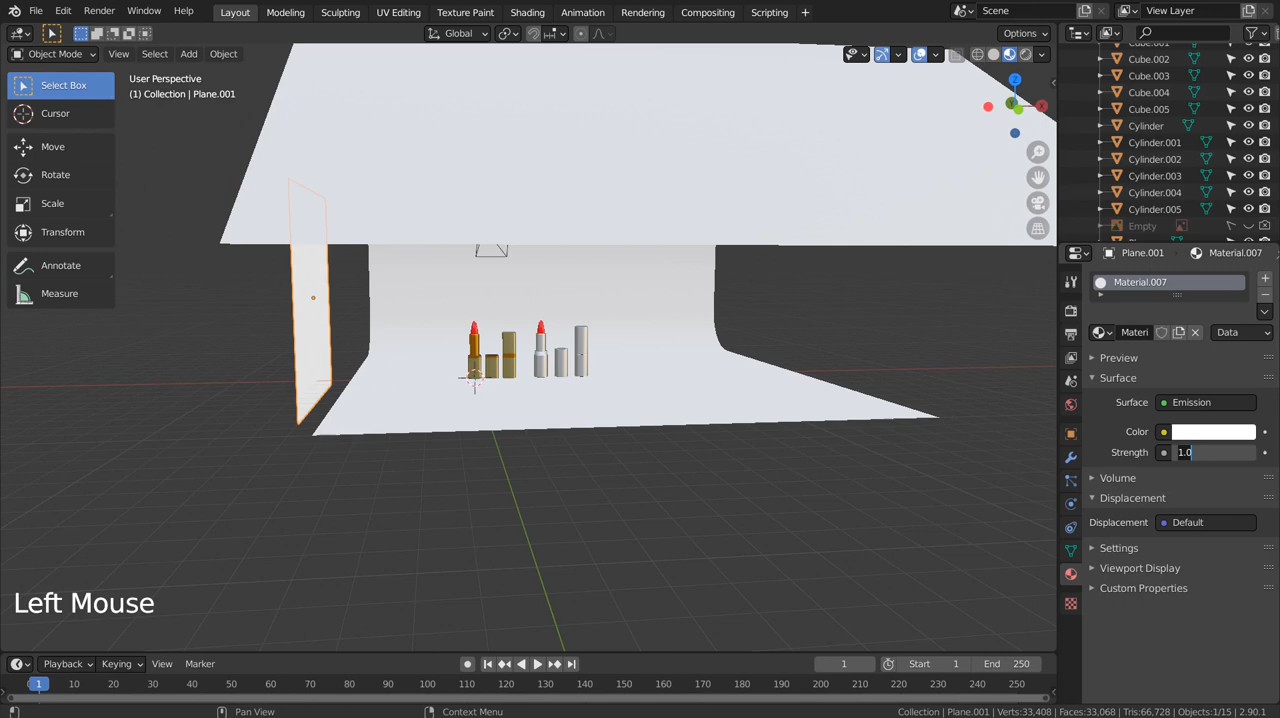 File Edit Render Window Help Layout Modeling Sculpting UV Editing Texture Paint Shading Animation Rendering Compositing Scripting + Scene View Layer
Global Options
Object Mode View Select Add Object
User Perspective
(1) Collection | Plane.001
Select Box
Cursor
Move
Rotate
Scale
Transform
Annotate
Measure
Z
X
Y
Cube.002
Cube.003
Cube.004
Cube.005
Cylinder
Cylinder.001
Cylinder.002
Cylinder.003
Cylinder.004
Cylinder.005
Empty
Plane.001 Material.007
Material.007
Materi Data
Preview
Surface
Surface Emission
Color
Strength 1.0
Volume
Displacement
Displacement Default
Settings
Viewport Display
Custom Properties
Left Mouse
Playback Keying View Marker 1 Start 1 End 250
1 10 20 30 40 50 60 70 80 90 100 110 120 130 140 150 160 170 180 190 200 210 220 230 240 250
Pan View Context Menu Collection | Plane.001 | Verts:33,408 | Faces:33,068 | Tris:66,728 | Objects:1/15 | 2.90.1